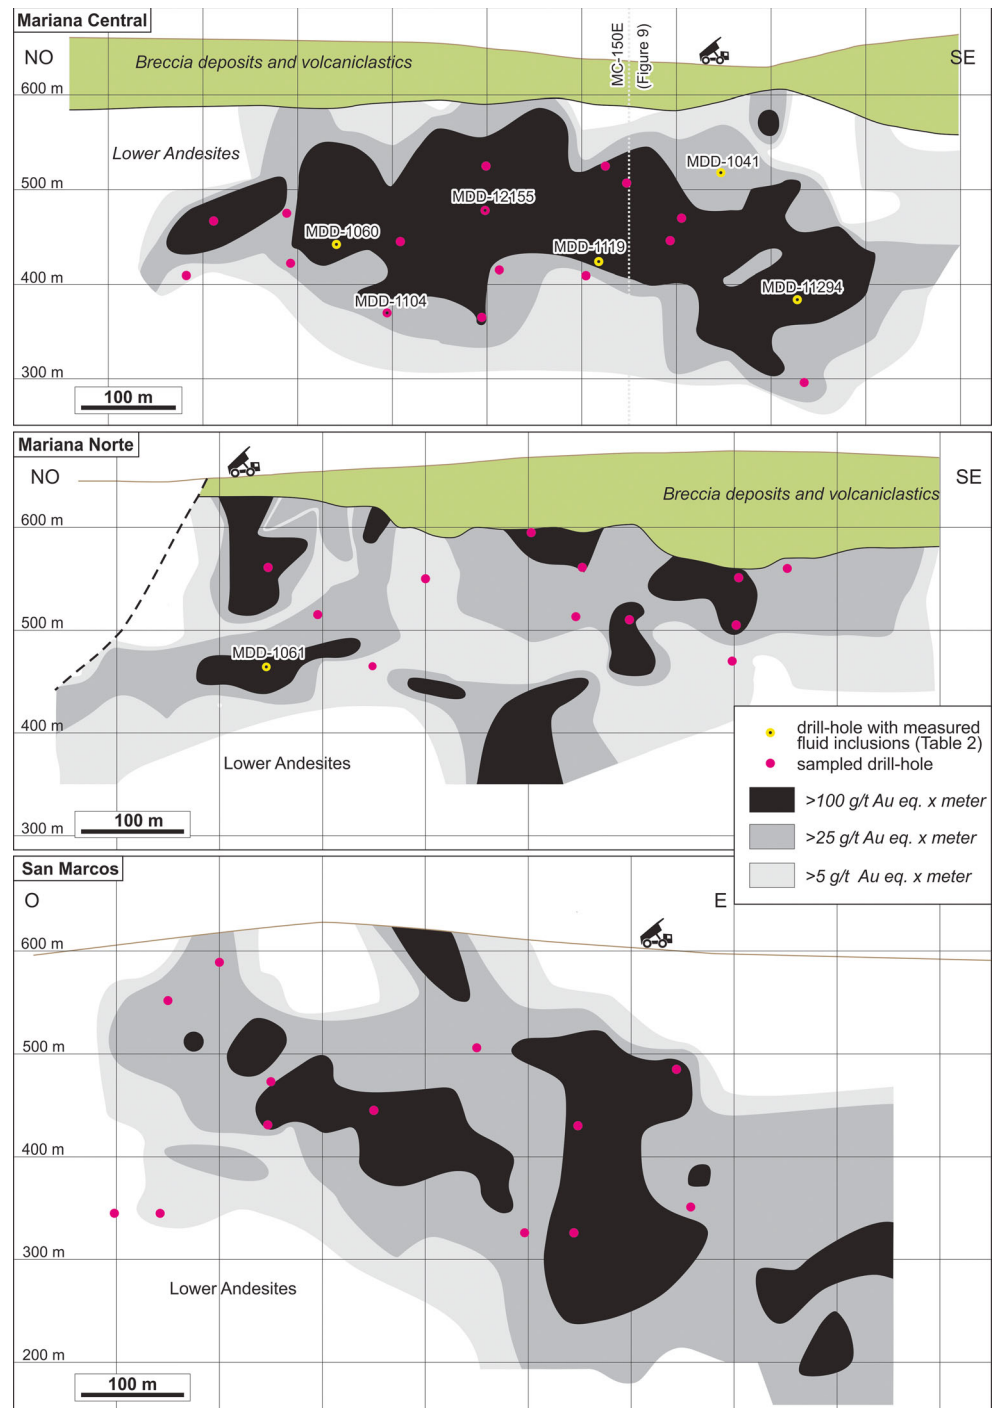 Mariana Central
NO
Breccia deposits and volcaniclastics
MC-150E
(Figure 9)
SE
600 m
Lower Andesites
MDD-1041
500 m
MDD-12155
MDD-1060
MDD-1119
400 m
MDD-11294
MDD-1104
300 m
100 m
Mariana Norte
NO
SE
Breccia deposits and volcaniclastics
600 m
500 m
MDD-1061
400 m
Lower Andesites
100 m
300 m
drill-hole with measured
fluid inclusions (Table 2)
sampled drill-hole
>100 g/t Au eq. x meter
>25 g/t Au eq. x meter
>5 g/t Au eq. x meter
San Marcos
O
E
600 m
500 m
400 m
300 m
Lower Andesites
200 m
100 m